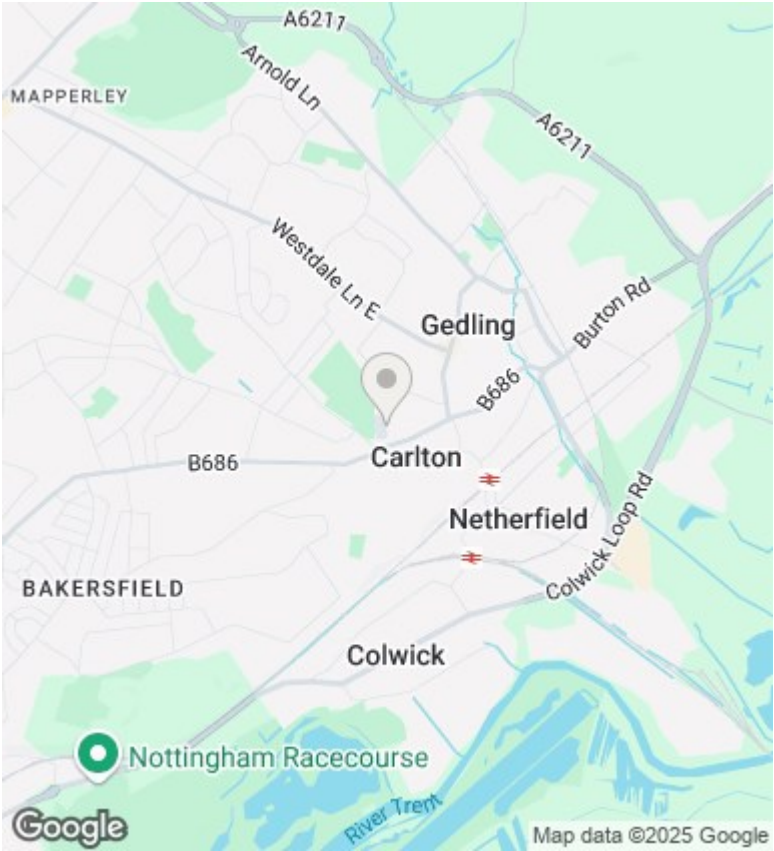 A6211
Arnold Ln
MAPPERLEY
A6211
Westdale Ln E
Gedling
Burton Rd
B686
B686
Carlton
Netherfield
Colwick Loop Rd
BAKERSFIELD
Colwick
Nottingham Racecourse
River Trent
Google
Map data ©2025 Google